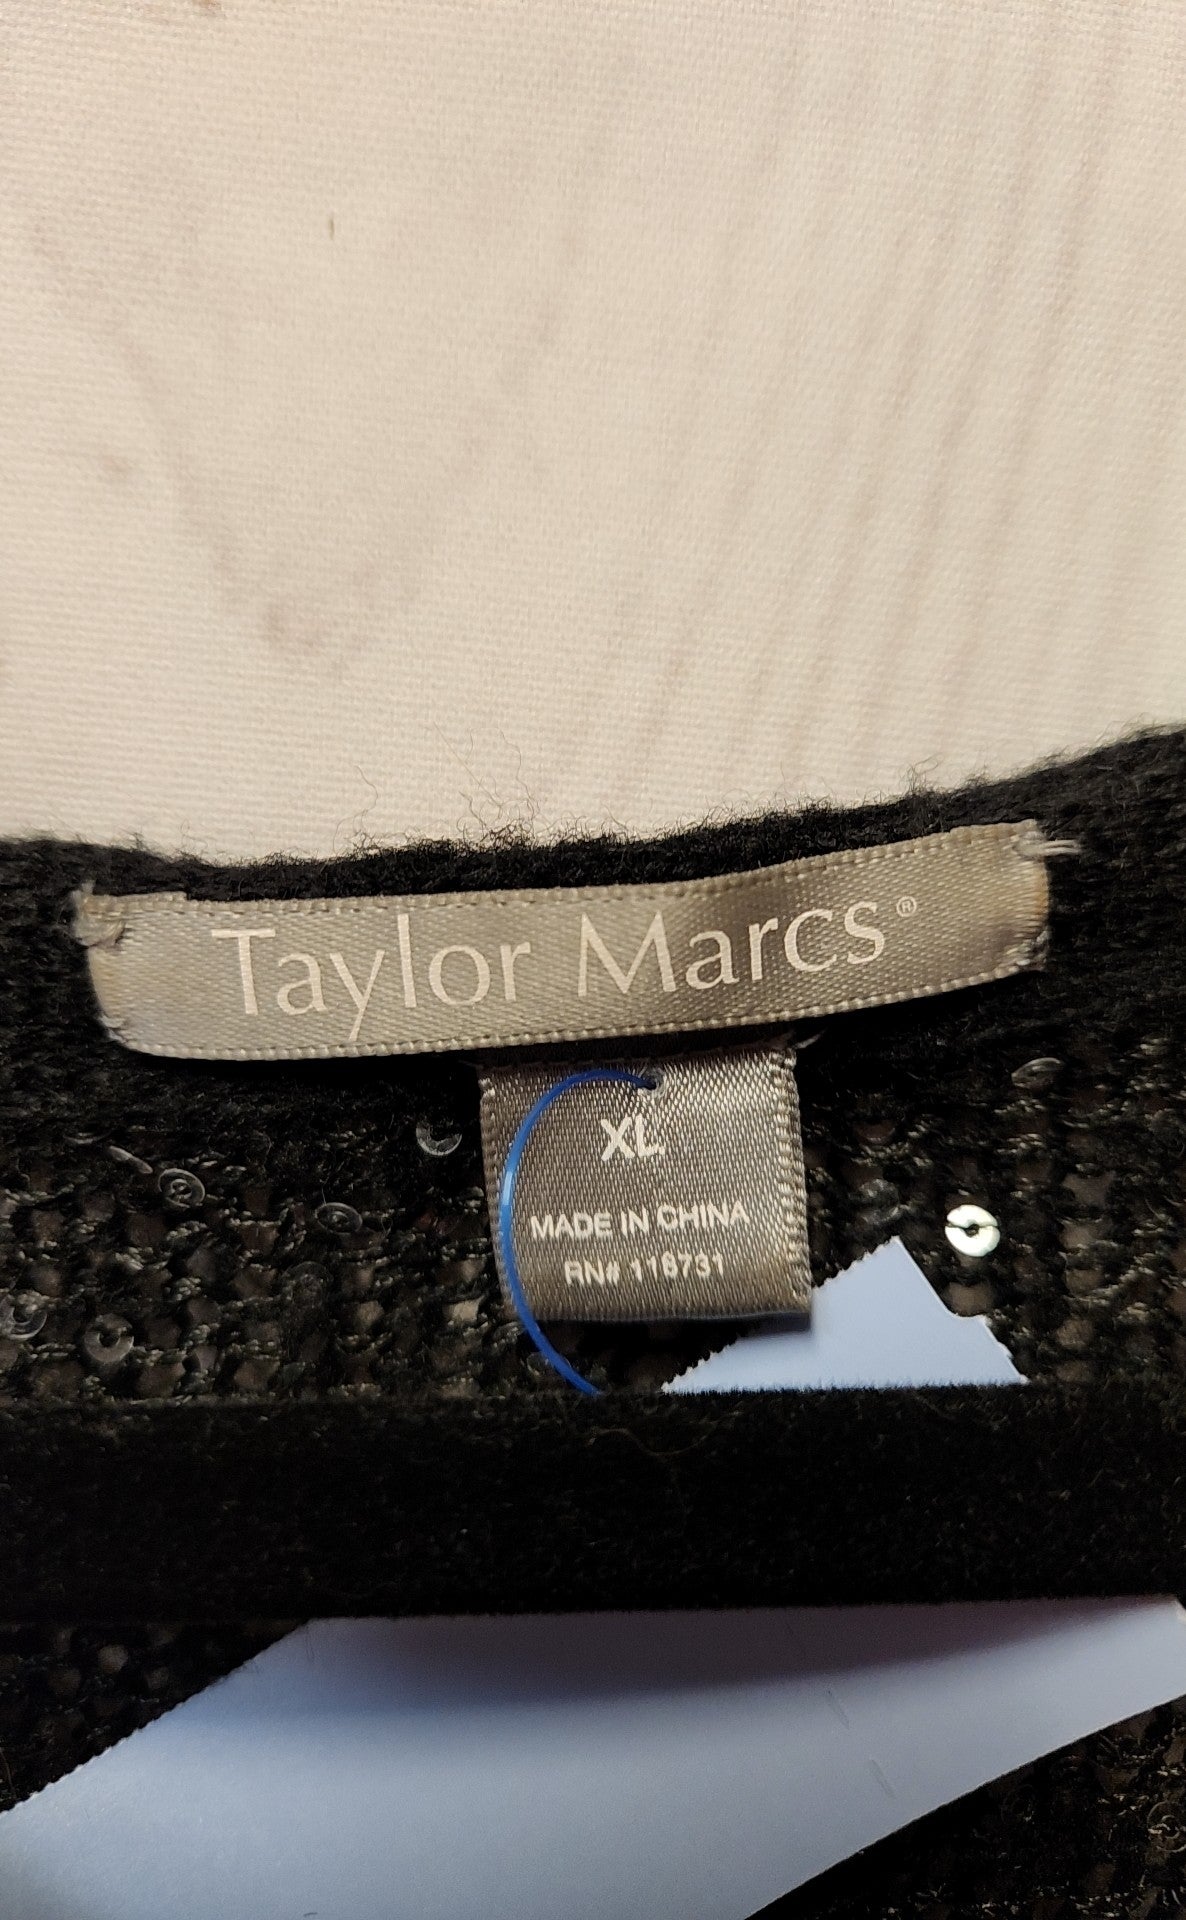 Taylor Marcs®
XL
MADE IN CHINA
RN# 118731